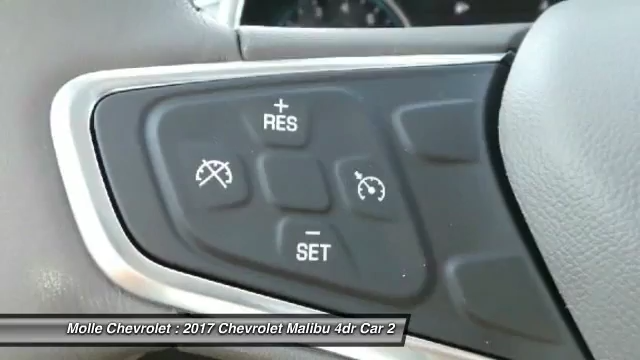 +
RES
−
SET
Molle Chevrolet : 2017 Chevrolet Malibu 4dr Car 2